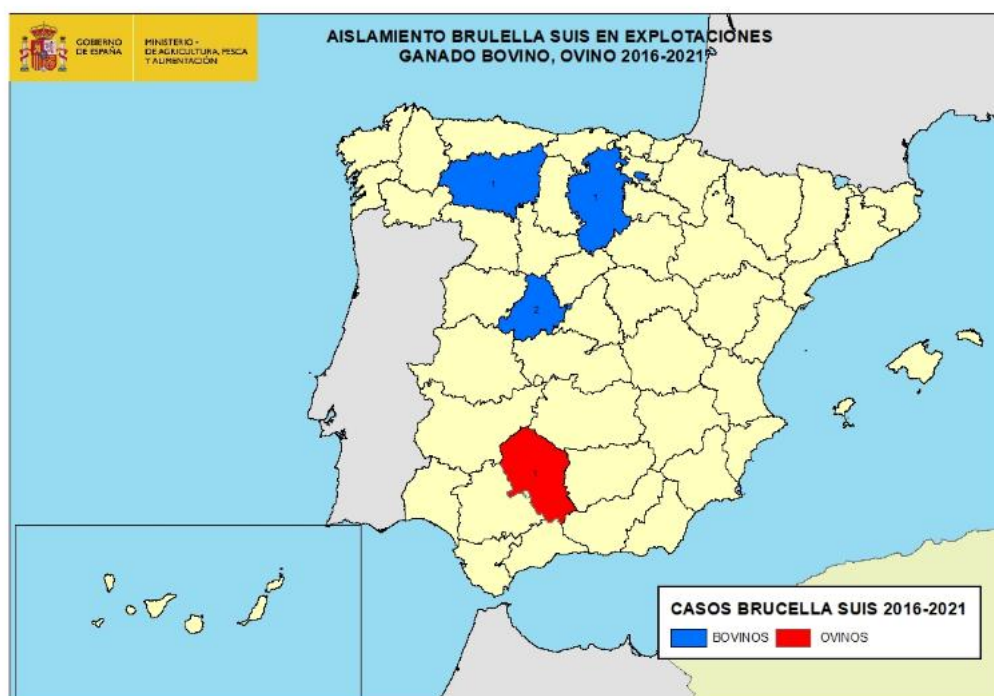 GOBIERNO
DE ESPAÑA
MINISTERIO
DE AGRICULTURA, PESCA
Y ALIMENTACIÓN
AISLAMIENTO BRULELLA SUIS EN EXPLOTACIONES
GANADO BOVINO, OVINO 2016-2021
1
1
2
1
CASOS BRUCELLA SUIS 2016-2021
BOVINOS
OVINOS